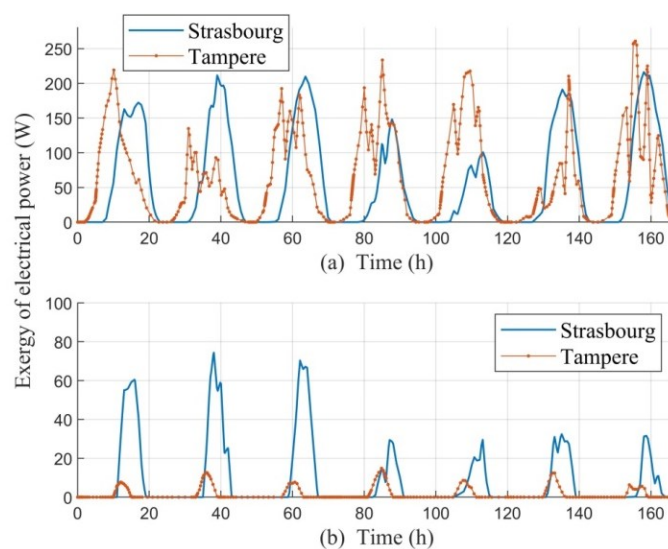 Strasbourg
Tampere
Exergy of electrical power (W)
250
200
150
100
50
0
0 20 40 60 80 100 120 140 160
(a) Time (h)
100
80
60
40
20
0
Strasbourg
Tampere
0 20 40 60 80 100 120 140 160
(b) Time (h)